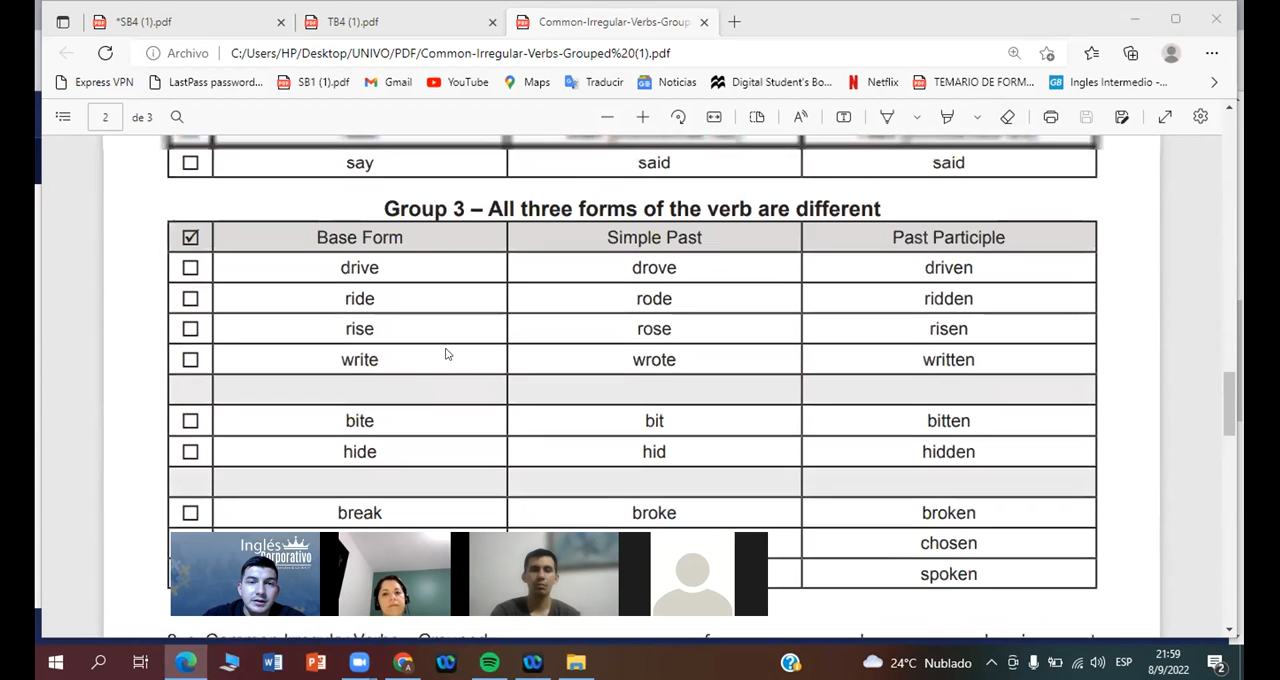 *SB4 (1).pdf
TB4 (1).pdf
Common-Irregular-Verbs-Group
Archivo
C:/Users/HP/Desktop/UNIVO/PDF/Common-Irregular-Verbs-Grouped%20(1).pdf
Express VPN
LastPass password...
SB1 (1).pdf
Gmail
YouTube
Maps
Traducir
Noticias
Digital Student's Bo...
Netflix
TEMARIO DE FORM...
Ingles Intermedio -...
2
de 3
say said said
Group 3 – All three forms of the verb are different
Base Form Simple Past Past Participle
drive drove driven
ride rode ridden
rise rose risen
write wrote written
bite bit bitten
hide hid hidden
break broke broken
chosen
spoken
Inglés
Corporativo
24°C Nublado
ESP
21:59
8/9/2022
2